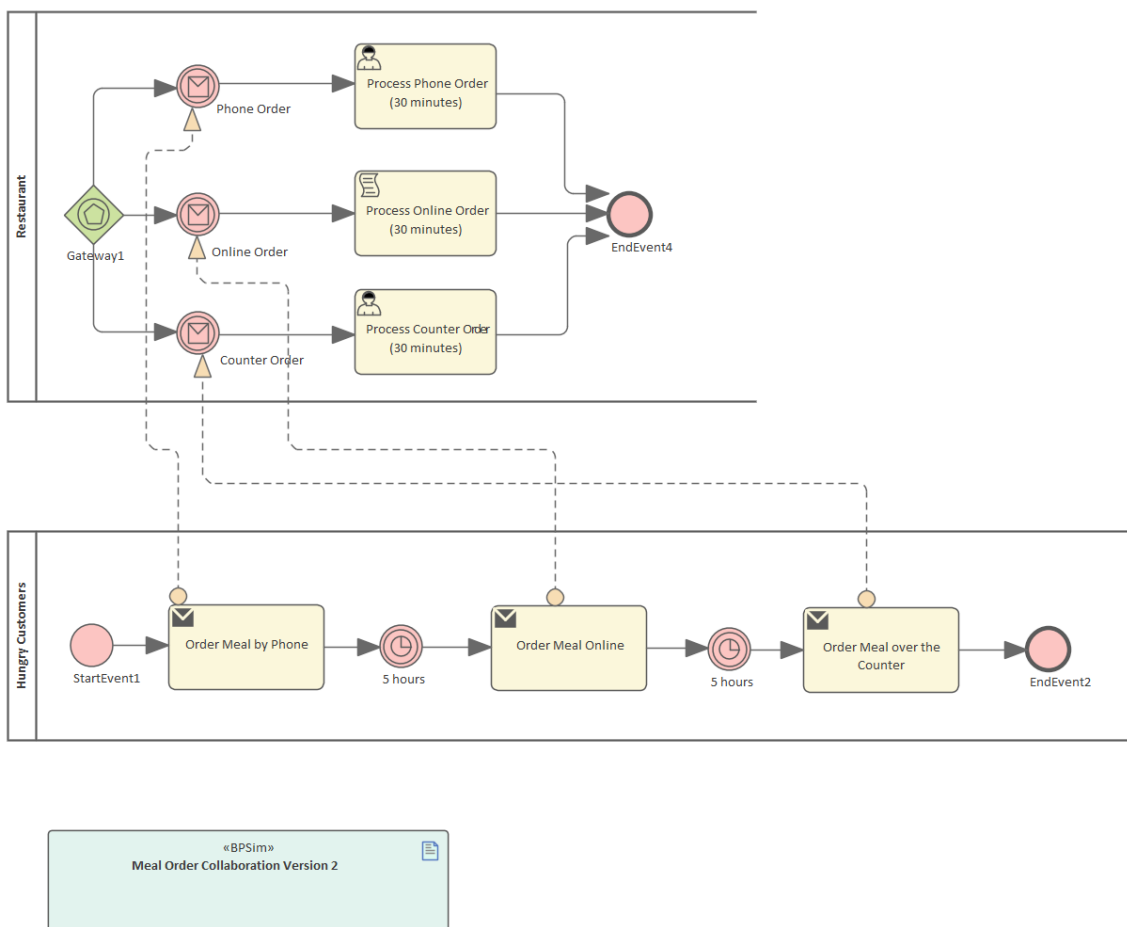 Restaurant
Process Phone Order
(30 minutes)
Phone Order
Process Online Order
(30 minutes)
Gateway1
Online Order
EndEvent4
Process Counter Order
(30 minutes)
Counter Order
Hungry Customers
StartEvent1
Order Meal by Phone
5 hours
Order Meal Online
5 hours
Order Meal over the
Counter
EndEvent2
«BPSim»
Meal Order Collaboration Version 2